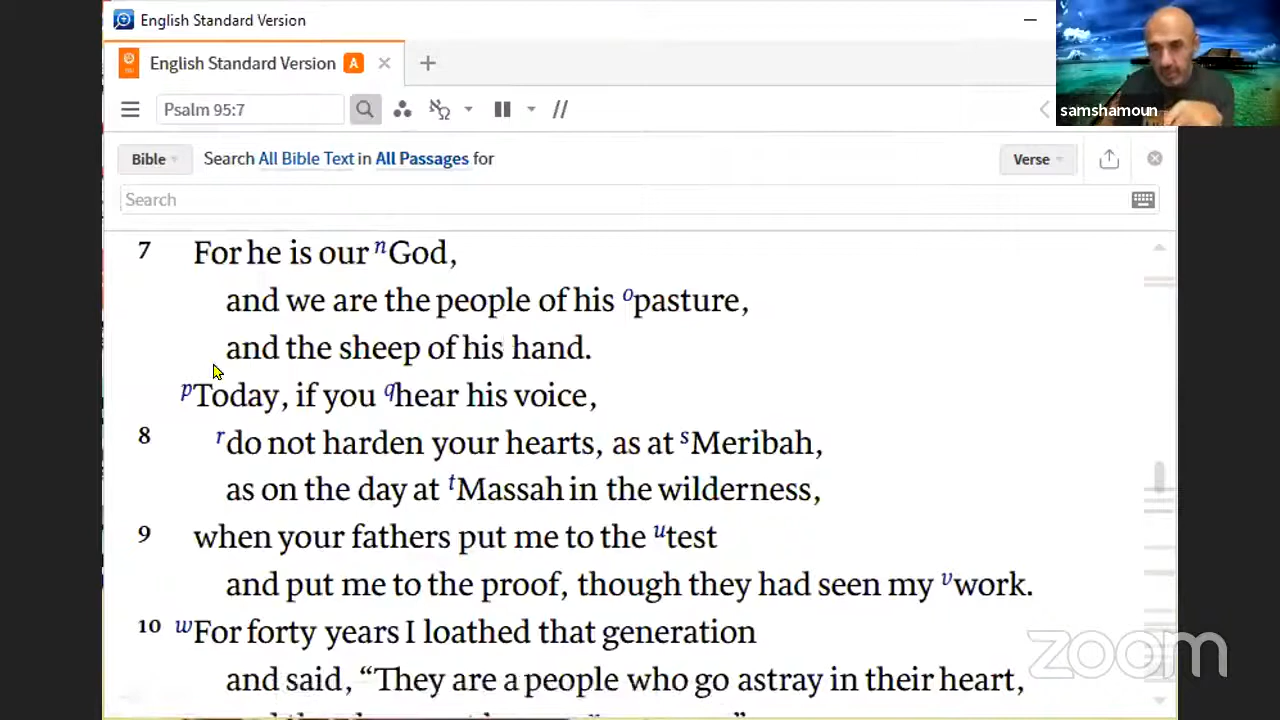 English Standard Version
English Standard Version A
samshamoun
Psalm 95:7
Bible Search All Bible Text in All Passages for Verse
Search
7 For he is our nGod,
and we are the people of his opasture,
and the sheep of his hand.
pToday, if you qhear his voice,
8 rdo not harden your hearts, as at sMeribah,
as on the day at tMassah in the wilderness,
9 when your fathers put me to the utest
and put me to the proof, though they had seen my vwork.
10 wFor forty years I loathed that generation
and said, “They are a people who go astray in their heart,
zoom